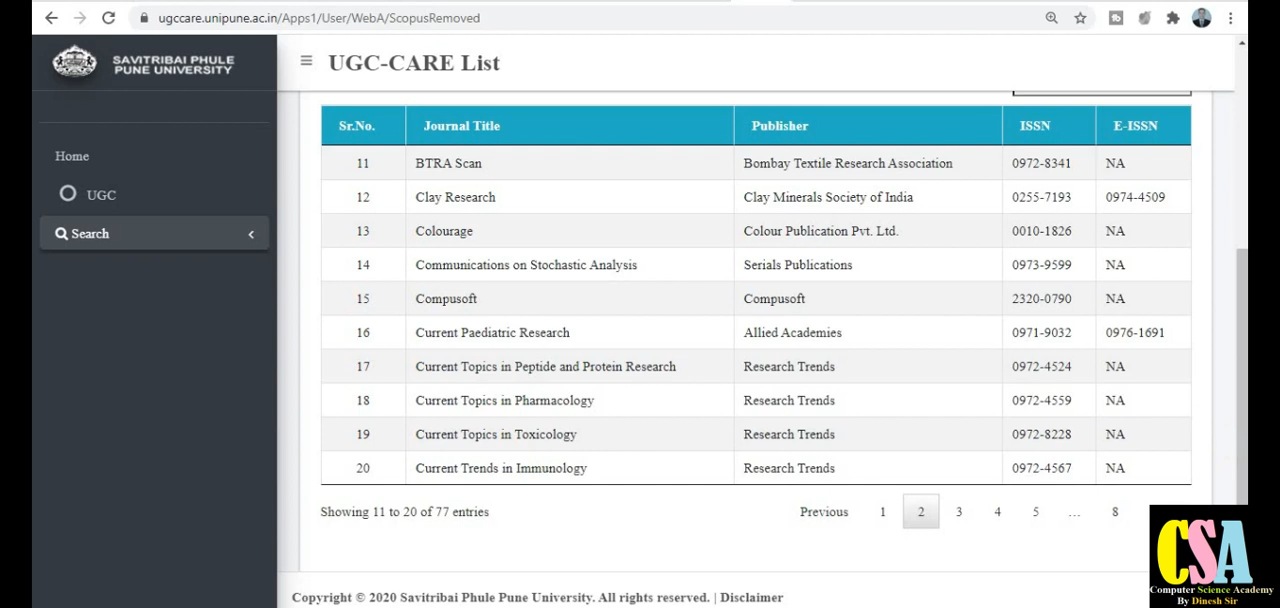 ugccare.unipune.ac.in/Apps1/User/WebA/ScopusRemoved
SAVITRIBAI PHULE
PUNE UNIVERSITY
UGC-CARE List
Home
UGC
Search
Sr.No. Journal Title Publisher ISSN E-ISSN
11 BTRA Scan Bombay Textile Research Association 0972-8341 NA
12 Clay Research Clay Minerals Society of India 0255-7193 0974-4509
13 Colourage Colour Publication Pvt. Ltd. 0010-1826 NA
14 Communications on Stochastic Analysis Serials Publications 0973-9599 NA
15 Compusoft Compusoft 2320-0790 NA
16 Current Paediatric Research Allied Academies 0971-9032 0976-1691
17 Current Topics in Peptide and Protein Research Research Trends 0972-4524 NA
18 Current Topics in Pharmacology Research Trends 0972-4559 NA
19 Current Topics in Toxicology Research Trends 0972-8228 NA
20 Current Trends in Immunology Research Trends 0972-4567 NA
Showing 11 to 20 of 77 entries Previous 1 2 3 4 5 ... 8
CSA
Computer Science Academy
By Dinesh Sir
Copyright © 2020 Savitribai Phule Pune University. All rights reserved. | Disclaimer